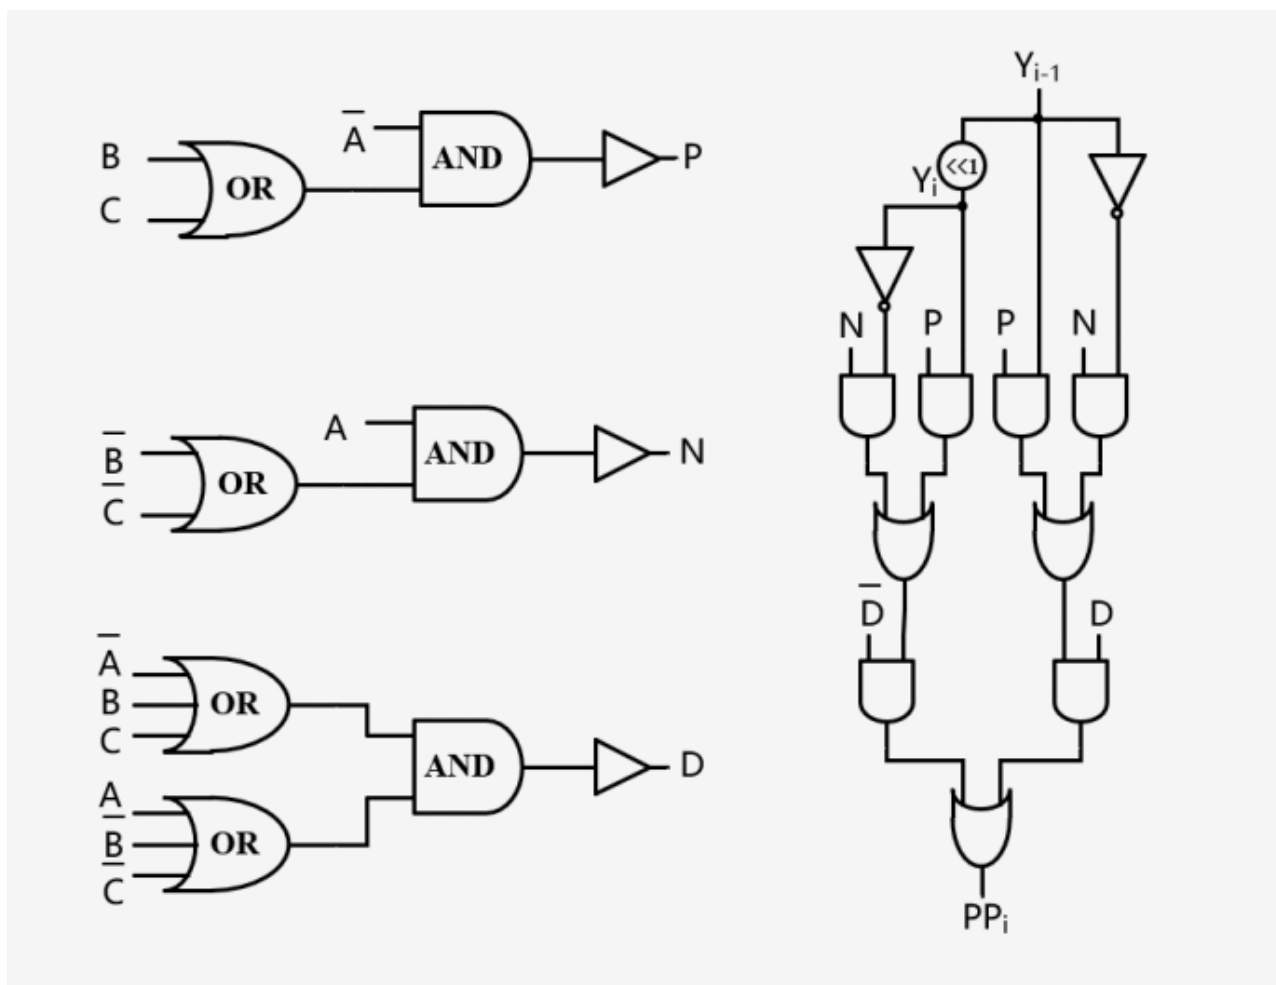 B
C
OR
A̅
AND
P
B̅
C̅
OR
A
AND
N
A̅
B
C
OR
A
B̅
C̅
OR
AND
D
Yᵢ₋₁
<<1
Yᵢ
N P P N
D̅ D
PPᵢ